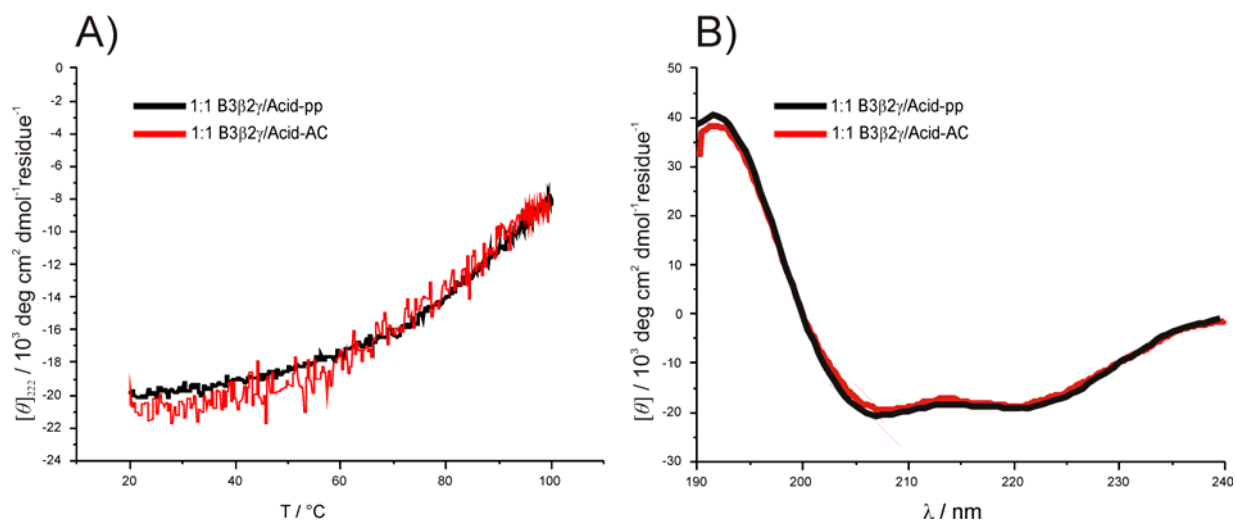 A)
0
-2
-4
-6
-8
-10
-12
-14
-16
-18
-20
-22
-24
[θ]222 / 10³ deg cm² dmol⁻¹residue⁻¹
1:1 B3β2γ/Acid-pp
1:1 B3β2γ/Acid-AC
20 40 60 80 100
T / °C
B)
50
40
30
20
10
0
-10
-20
-30
[θ] / 10³ deg cm² dmol⁻¹residue⁻¹
1:1 B3β2γ/Acid-pp
1:1 B3β2γ/Acid-AC
190 200 210 220 230 240
λ / nm